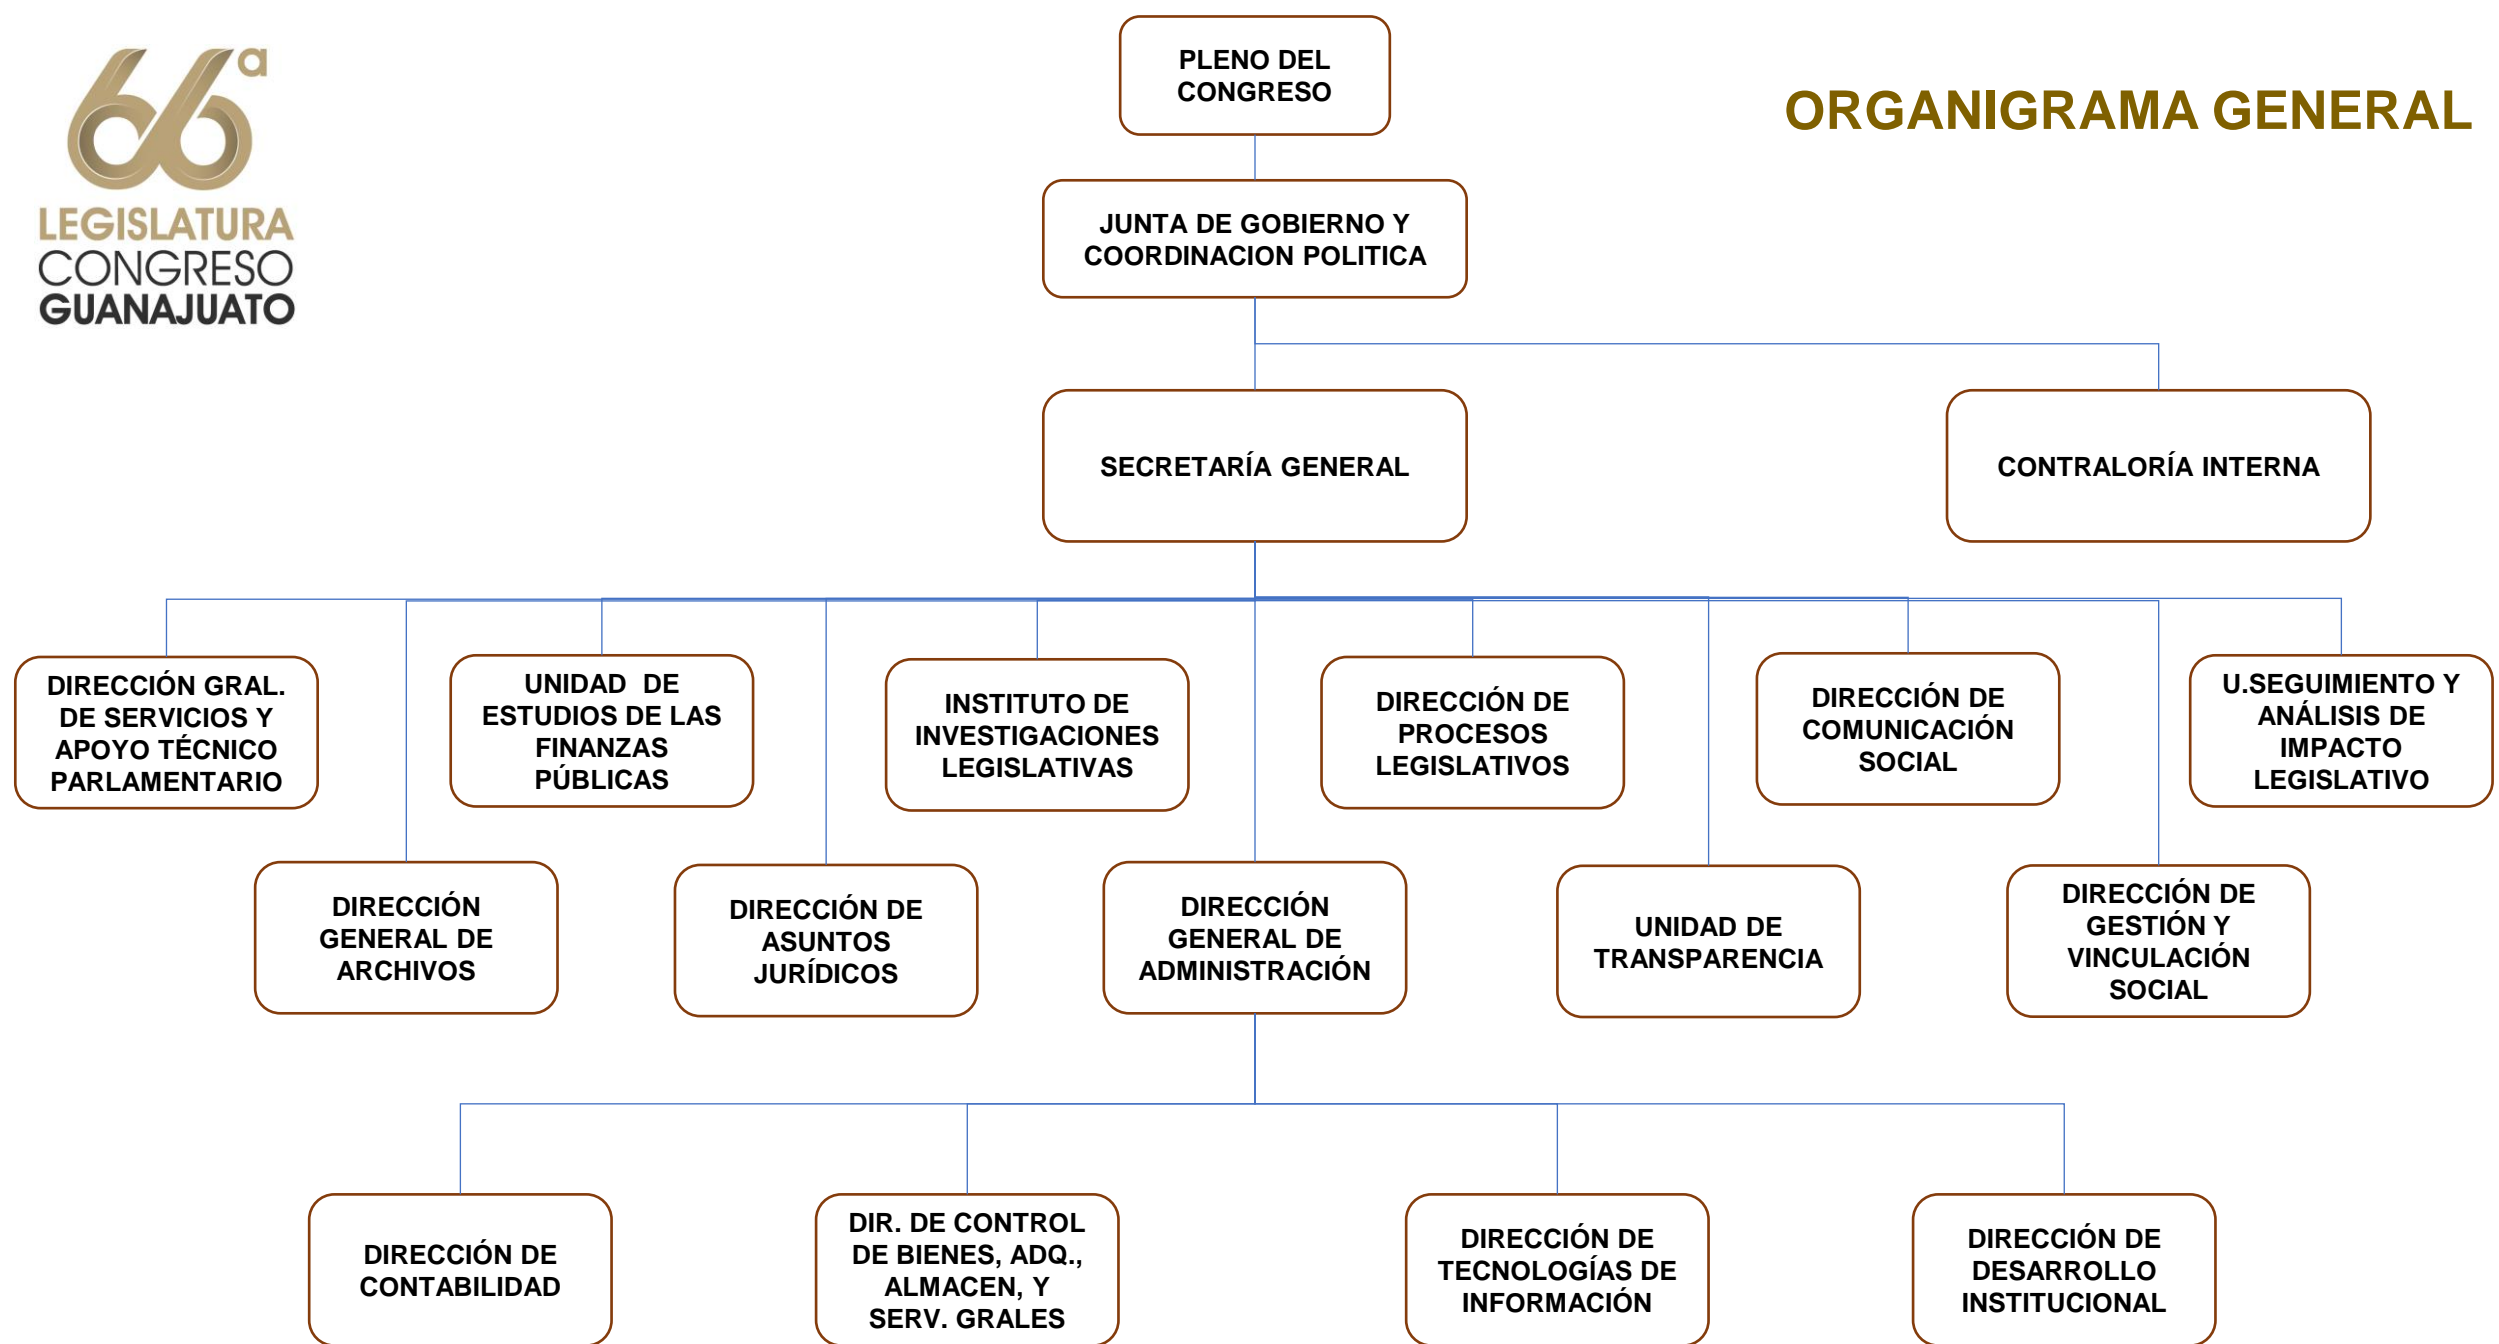 66ª
LEGISLATURA
CONGRESO
GUANAJUATO
ORGANIGRAMA GENERAL
PLENO DEL
CONGRESO
JUNTA DE GOBIERNO Y
COORDINACION POLITICA
SECRETARÍA GENERAL
CONTRALORÍA INTERNA
DIRECCIÓN GRAL.
DE SERVICIOS Y
APOYO TÉCNICO
PARLAMENTARIO
UNIDAD DE
ESTUDIOS DE LAS
FINANZAS
PÚBLICAS
INSTITUTO DE
INVESTIGACIONES
LEGISLATIVAS
DIRECCIÓN DE
PROCESOS
LEGISLATIVOS
DIRECCIÓN DE
COMUNICACIÓN
SOCIAL
U.SEGUIMIENTO Y
ANÁLISIS DE
IMPACTO
LEGISLATIVO
DIRECCIÓN
GENERAL DE
ARCHIVOS
DIRECCIÓN DE
ASUNTOS
JURÍDICOS
DIRECCIÓN
GENERAL DE
ADMINISTRACIÓN
UNIDAD DE
TRANSPARENCIA
DIRECCIÓN DE
GESTIÓN Y
VINCULACIÓN
SOCIAL
DIRECCIÓN DE
CONTABILIDAD
DIR. DE CONTROL
DE BIENES, ADQ.,
ALMACEN, Y
SERV. GRALES
DIRECCIÓN DE
TECNOLOGÍAS DE
INFORMACIÓN
DIRECCIÓN DE
DESARROLLO
INSTITUCIONAL